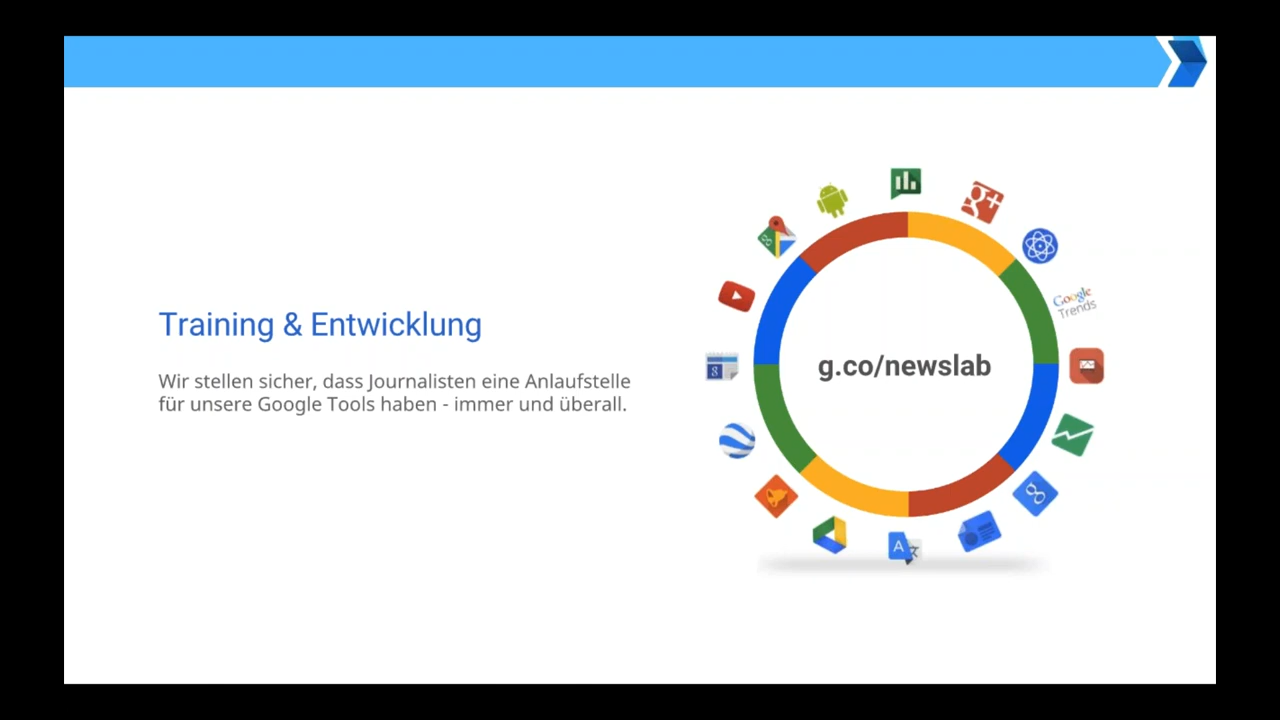 Training & Entwicklung
Wir stellen sicher, dass Journalisten eine Anlaufstelle
für unsere Google Tools haben - immer und überall.
g.co/newslab
g+
Google
Trends
g
g
A